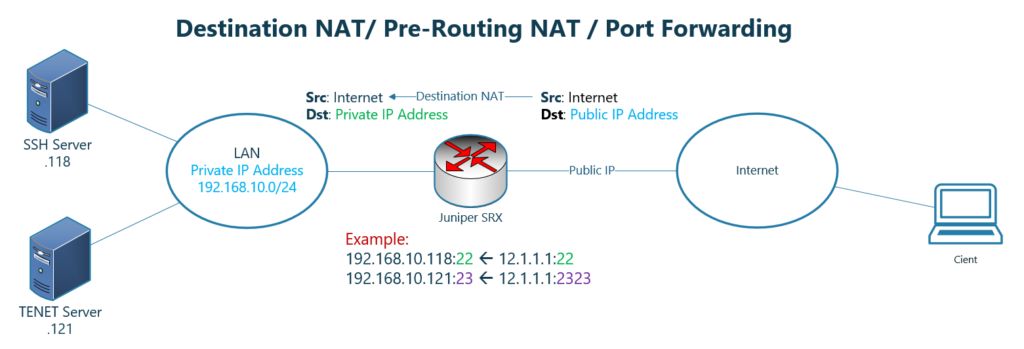 Destination NAT/ Pre-Routing NAT / Port Forwarding
SSH Server
.118
TENET Server
.121
LAN
Private IP Address
192.168.10.0/24
Src: Internet
Dst: Private IP Address
Destination NAT
Src: Internet
Dst: Public IP Address
Juniper SRX
Public IP
Internet
Cient
Example:
192.168.10.118:22 ← 12.1.1.1:22
192.168.10.121:23 ← 12.1.1.1:2323